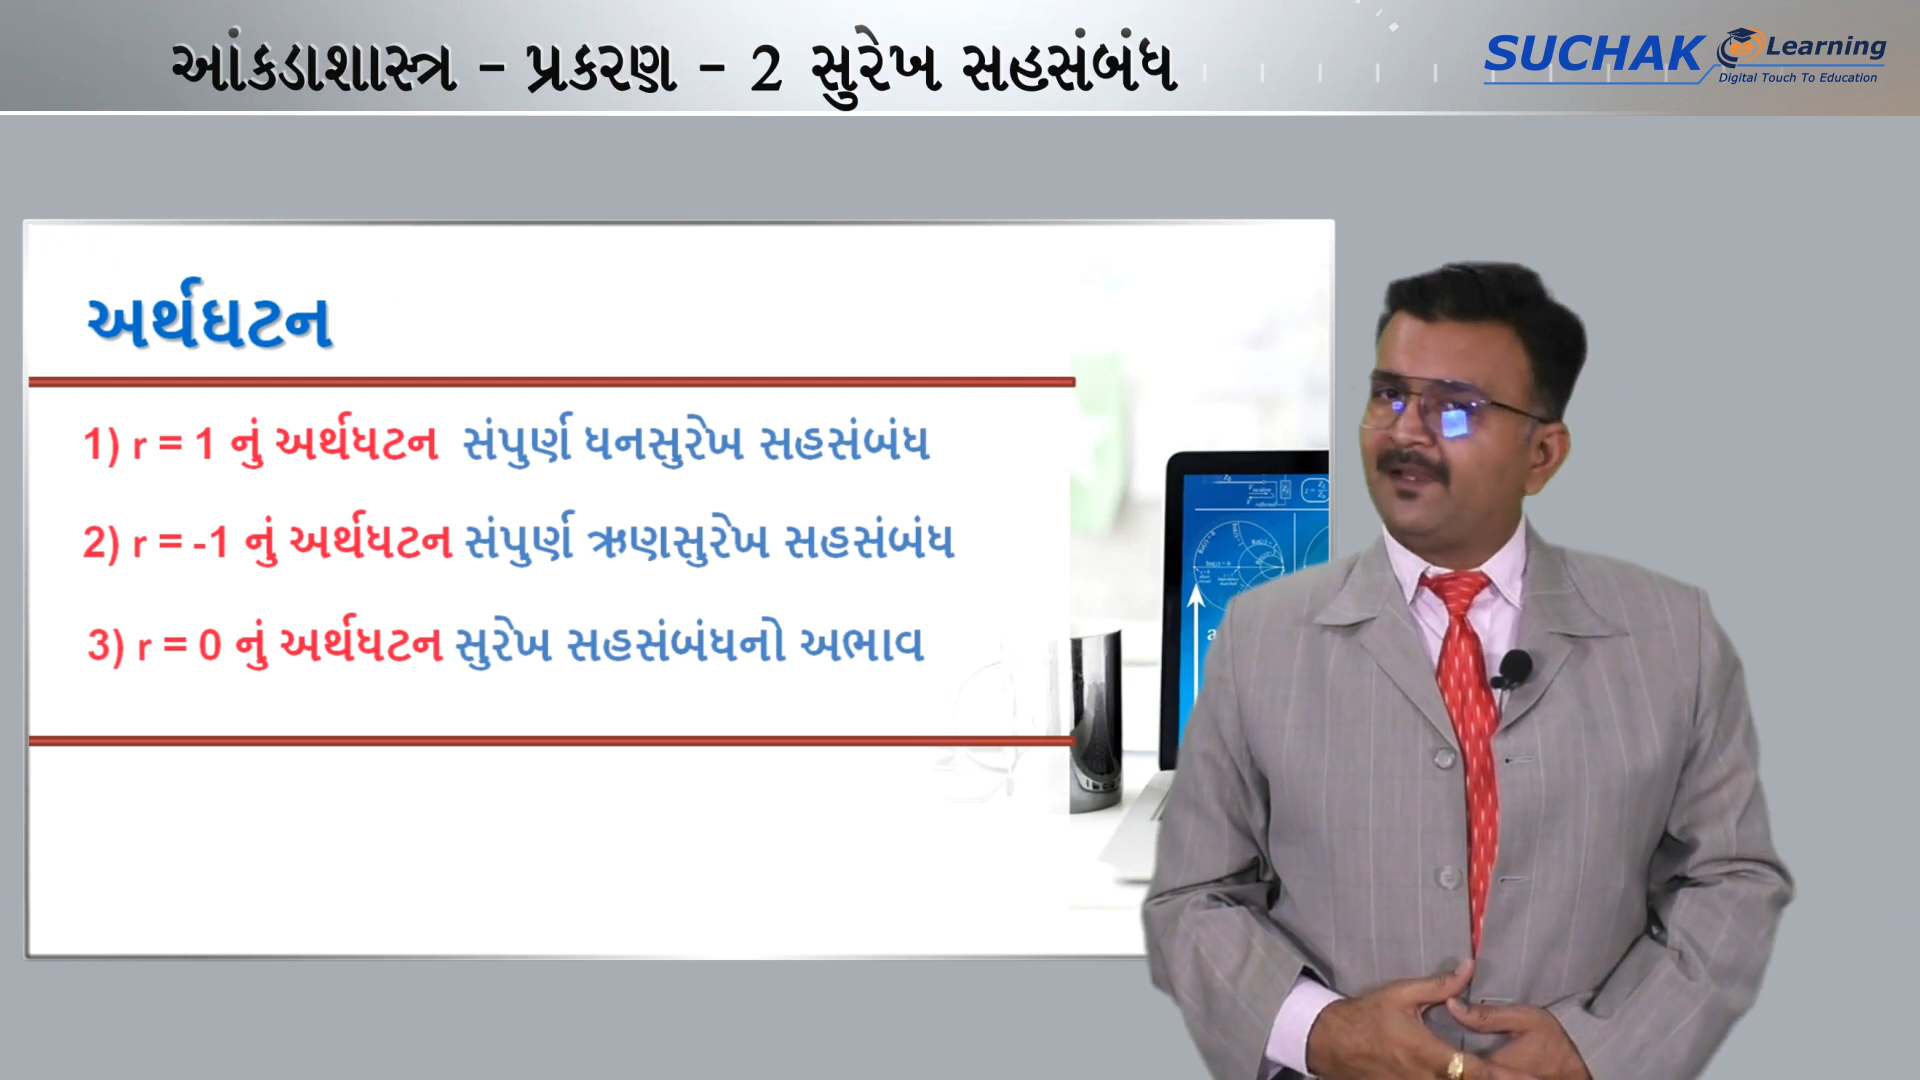 આંકડાશાસ્ત્ર - પ્રકરણ - 2 સુરેખ સહસંબંધ
SUCHAK eLearning
Digital Touch To Education
અર્થઘટન
1) r = 1 નું અર્થઘટન સંપુર્ણ ધનસુરેખ સહસંબંધ
2) r = -1 નું અર્થઘટન સંપુર્ણ ઋણસુરેખ સહસંબંધ
3) r = 0 નું અર્થઘટન સુરેખ સહસંબંધનો અભાવ